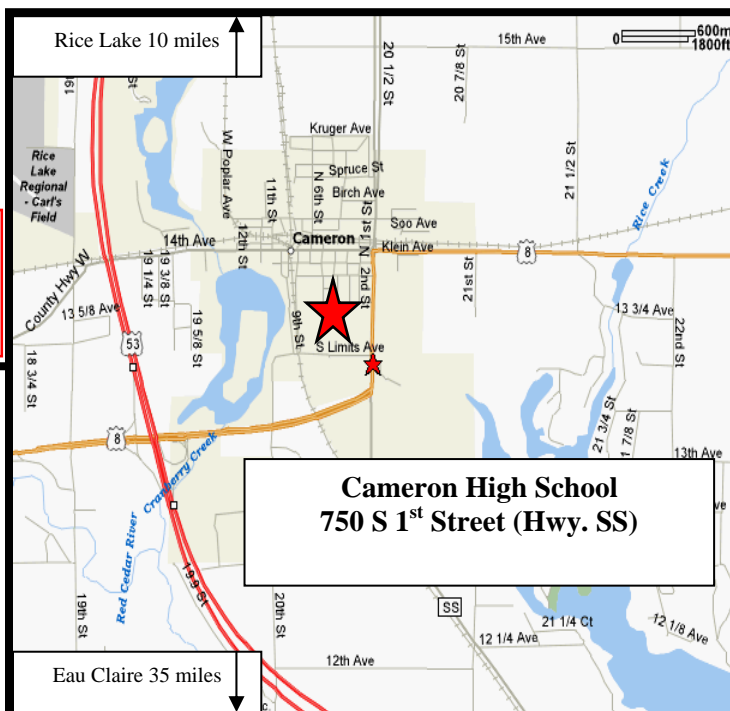 Rice Lake 10 miles
15th Ave
0 600m
1800ft
20 1/2 St
20 7/8 St
19t
St
Kruger Ave
W Poplar Ave
Rice
Lake
Regional
- Carl's
Field
Spruce St
11th St
N 6th St
Birch Ave
21 1/2 St
Rice Creek
1st St N
Soo Ave
12th St
14th Ave
Cameron
Klein Ave
8
County Hwy W
19 1/4 St
19 3/8 St
2nd St
21st St
13 5/8 Ave
13 3/4 Ave
19 5/8 St
9th St
22nd St
53
S Limits Ave
18 3/4 St
8
21 3/4 St
1 7/8 St
13th Ave
Cranberry Creek
Cameron High School
750 S 1st Street (Hwy. SS)
ve
Red Cedar River
19 9 St
19th St
20th St
SS
21 1/4 Ct
12 1/8 Ave
12 1/4 Ave
12th Ave
Eau Claire 35 miles
c.